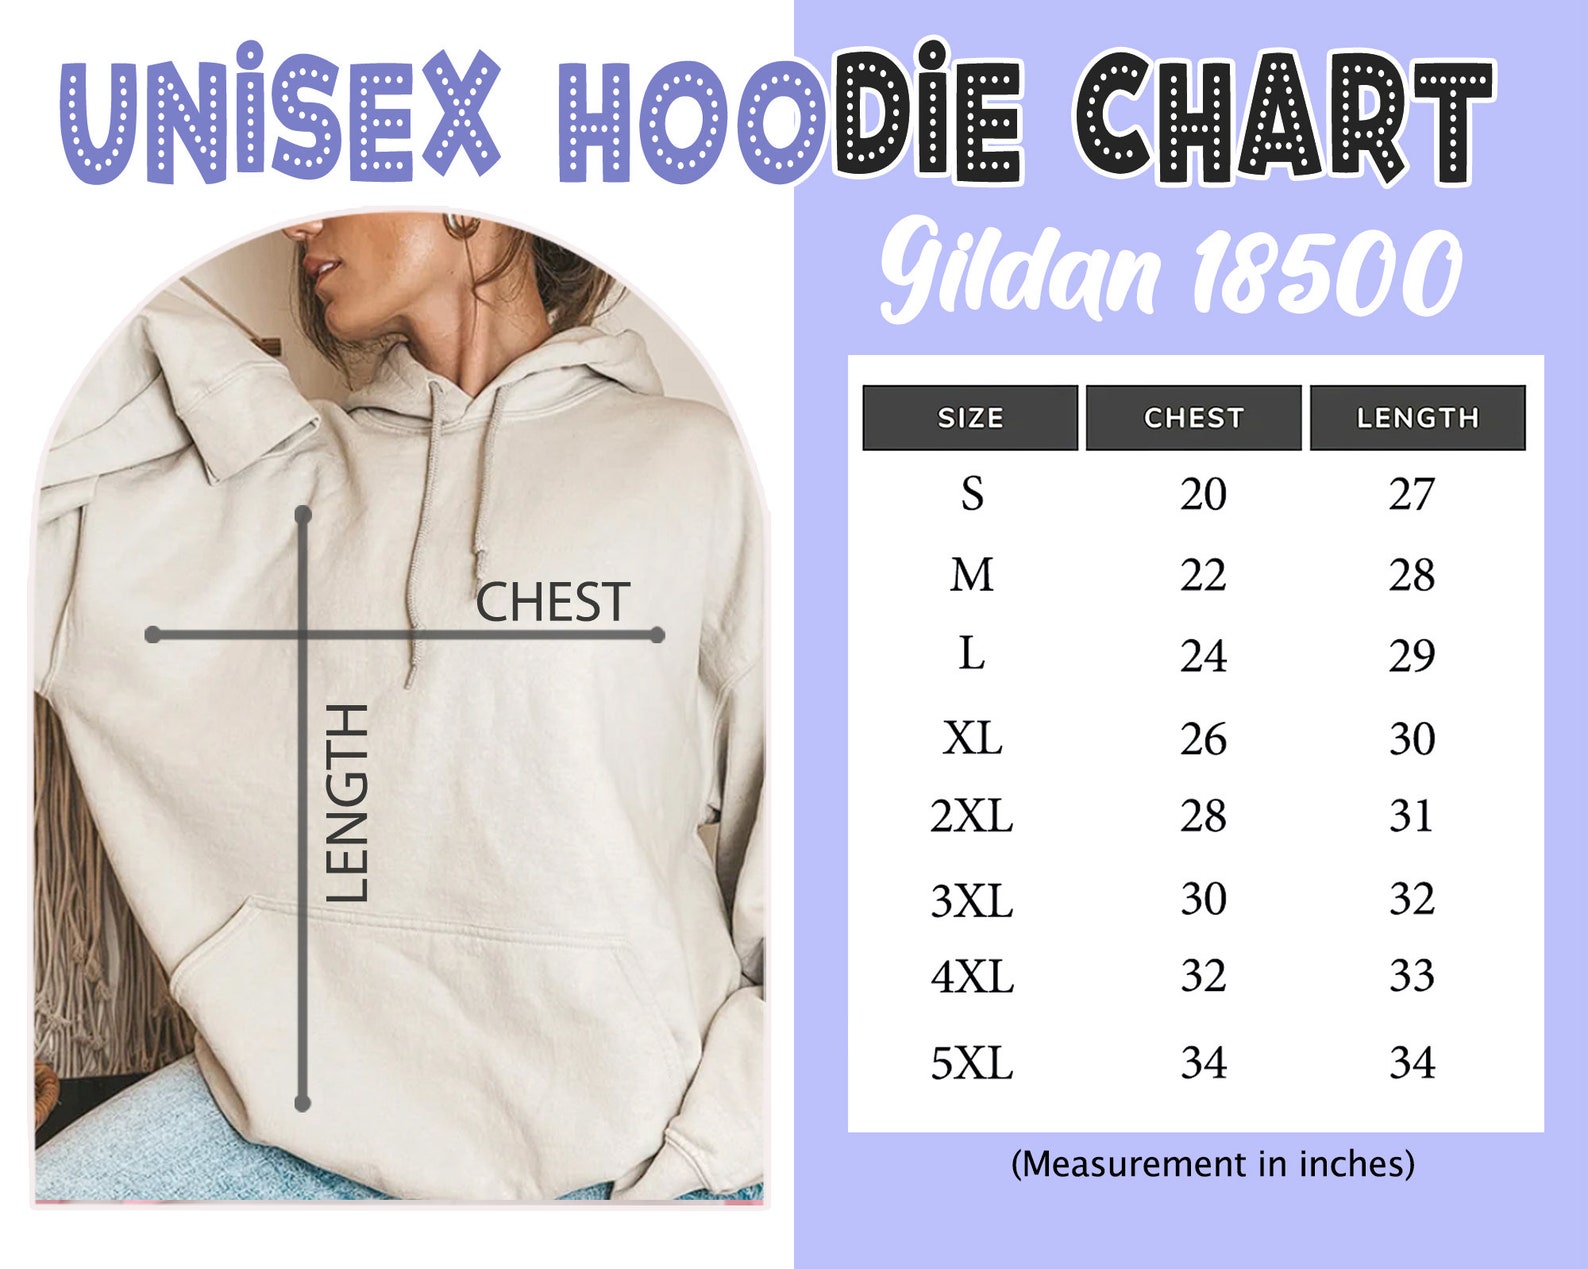 UNiSEX HOODiE CHART
Gildan 18500
CHEST
LENGTH
SIZE CHEST LENGTH
S 20 27
M 22 28
L 24 29
XL 26 30
2XL 28 31
3XL 30 32
4XL 32 33
5XL 34 34
(Measurement in inches)